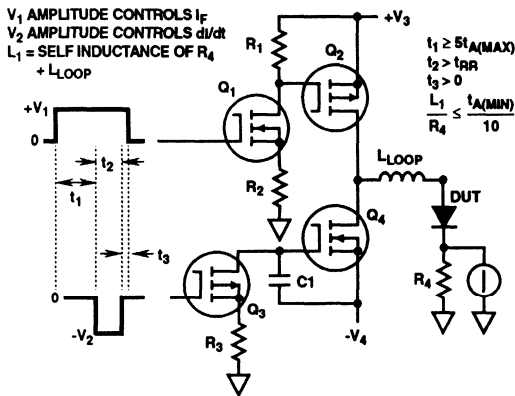 V1 AMPLITUDE CONTROLS IF
V2 AMPLITUDE CONTROLS di/dt
L1 = SELF INDUCTANCE OF R4
+ LLOOP
+V3
R1
Q2
t1 ≥ 5tA(MAX)
t2 > tRR
t3 > 0
L1/R4 ≤ tA(MIN)/10
Q1
+V1
0
t2
t1
R2
LLOOP
DUT
Q4
t3
C1
R4
0
Q3
-V2
R3
-V4